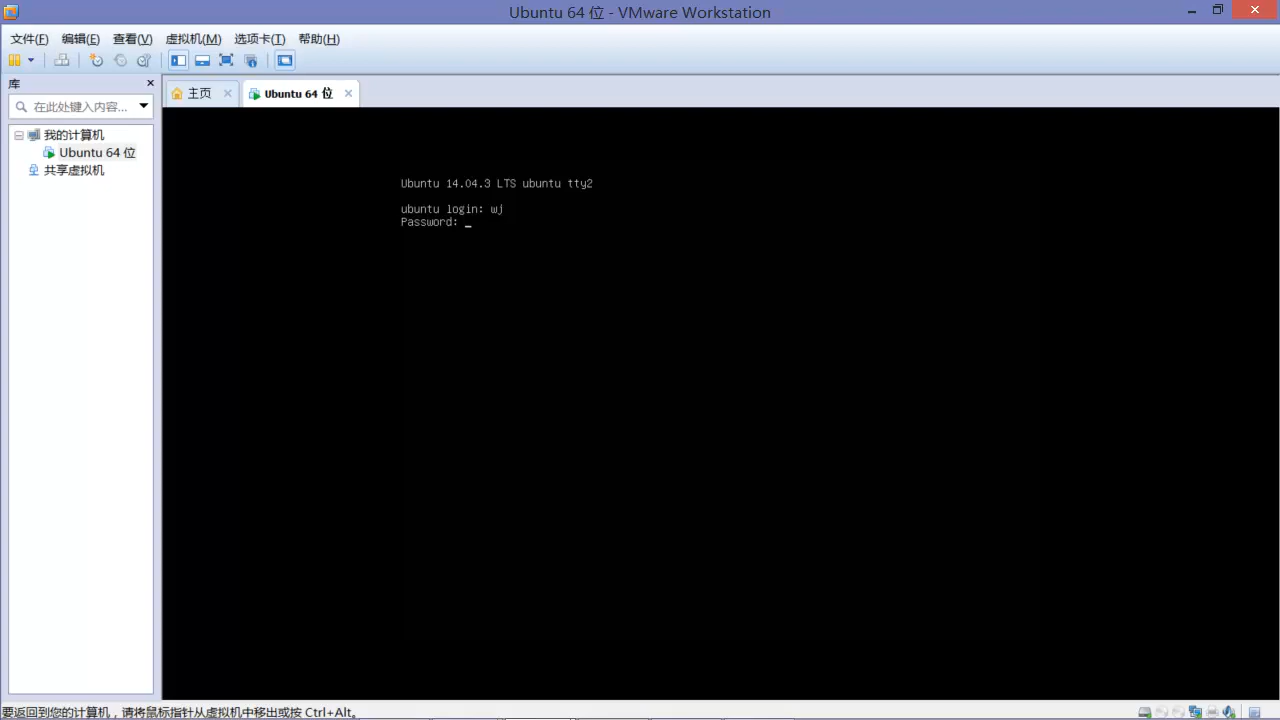 Ubuntu 64 位 - VMware Workstation
文件(F) 编辑(E) 查看(V) 虚拟机(M) 选项卡(T) 帮助(H)
库
在此处键入内容...
我的计算机
Ubuntu 64 位
共享虚拟机
主页
Ubuntu 64 位
Ubuntu 14.04.3 LTS ubuntu tty2
ubuntu login: wj
Password: _
要返回到您的计算机，请将鼠标指针从虚拟机中移出或按 Ctrl+Alt。